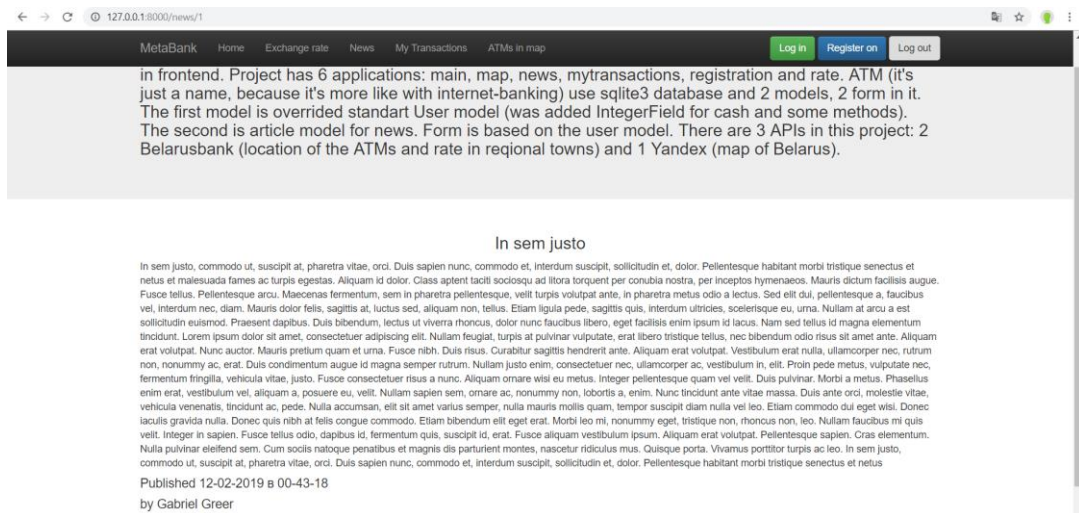 127.0.0.1:8000/news/1
MetaBank Home Exchange rate News My Transactions ATMs in map Log in Register on Log out
in frontend. Project has 6 applications: main, map, news, mytransactions, registration and rate. ATM (it's
just a name, because it's more like with internet-banking) use sqlite3 database and 2 models, 2 form in it.
The first model is overrided standart User model (was added IntegerField for cash and some methods).
The second is article model for news. Form is based on the user model. There are 3 APIs in this project: 2
Belarusbank (location of the ATMs and rate in reqional towns) and 1 Yandex (map of Belarus).
In sem justo
In sem justo, commodo ut, suscipit at, pharetra vitae, orci. Duis sapien nunc, commodo et, interdum suscipit, sollicitudin et, dolor. Pellentesque habitant morbi tristique senectus et
netus et malesuada fames ac turpis egestas. Aliquam id dolor. Class aptent taciti sociosqu ad litora torquent per conubia nostra, per inceptos hymenaeos. Mauris dictum facilisis augue.
Fusce tellus. Pellentesque arcu. Maecenas fermentum, sem in pharetra pellentesque, velit turpis volutpat ante, in pharetra metus odio a lectus. Sed elit dui, pellentesque a, faucibus
vel, interdum nec, diam. Mauris dolor felis, sagittis at, luctus sed, aliquam non, tellus. Etiam ligula pede, sagittis quis, interdum ultricies, scelerisque eu, urna. Nullam at arcu a est
sollicitudin euismod. Praesent dapibus. Duis bibendum, lectus ut viverra rhoncus, dolor nunc faucibus libero, eget facilisis enim ipsum id lacus. Nam sed tellus id magna elementum
tincidunt. Lorem ipsum dolor sit amet, consectetuer adipiscing elit. Nullam feugiat, turpis at pulvinar vulputate, erat libero tristique tellus, nec bibendum odio risus sit amet ante. Aliquam
erat volutpat. Nunc auctor. Mauris pretium quam et urna. Fusce nibh. Duis risus. Curabitur sagittis hendrerit ante. Aliquam erat volutpat. Vestibulum erat nulla, ullamcorper nec, rutrum
non, nonummy ac, erat. Duis condimentum augue id magna semper rutrum. Nullam justo enim, consectetuer nec, ullamcorper ac, vestibulum in, elit. Proin pede metus, vulputate nec,
fermentum fringilla, vehicula vitae, justo. Fusce consectetuer risus a nunc. Aliquam ornare wisi eu metus. Integer pellentesque quam vel velit. Duis pulvinar. Morbi a metus. Phasellus
enim erat, vestibulum vel, aliquam a, posuere eu, velit. Nullam sapien sem, ornare ac, nonummy non, lobortis a, enim. Nunc tincidunt ante vitae massa. Duis ante orci, molestie vitae,
vehicula venenatis, tincidunt ac, pede. Nulla accumsan, elit sit amet varius semper, nulla mauris mollis quam, tempor suscipit diam nulla vel leo. Etiam commodo dui eget wisi. Donec
iaculis gravida nulla. Donec quis nibh at felis congue commodo. Etiam bibendum elit eget erat. Morbi leo mi, nonummy eget, tristique non, rhoncus non, leo. Nullam faucibus mi quis
velit. Integer in sapien. Fusce tellus odio, dapibus id, fermentum quis, suscipit id, erat. Fusce aliquam vestibulum ipsum. Aliquam erat volutpat. Pellentesque sapien. Cras elementum.
Nulla pulvinar eleifend sem. Cum sociis natoque penatibus et magnis dis parturient montes, nascetur ridiculus mus. Quisque porta. Vivamus porttitor turpis ac leo. In sem justo,
commodo ut, suscipit at, pharetra vitae, orci. Duis sapien nunc, commodo et, interdum suscipit, sollicitudin et, dolor. Pellentesque habitant morbi tristique senectus et netus
Published 12-02-2019 в 00-43-18
by Gabriel Greer